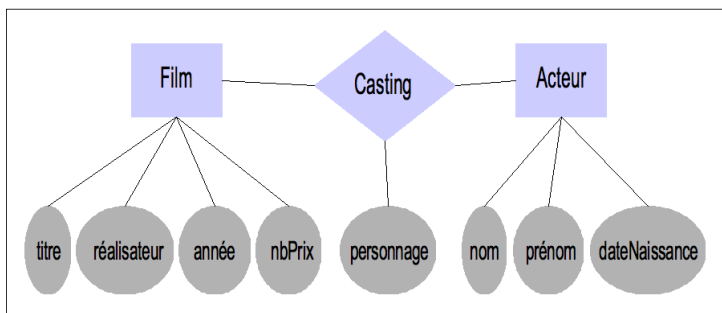 Film
Casting
Acteur
titre
réalisateur
année
nbPrix
personnage
nom
prénom
dateNaissance